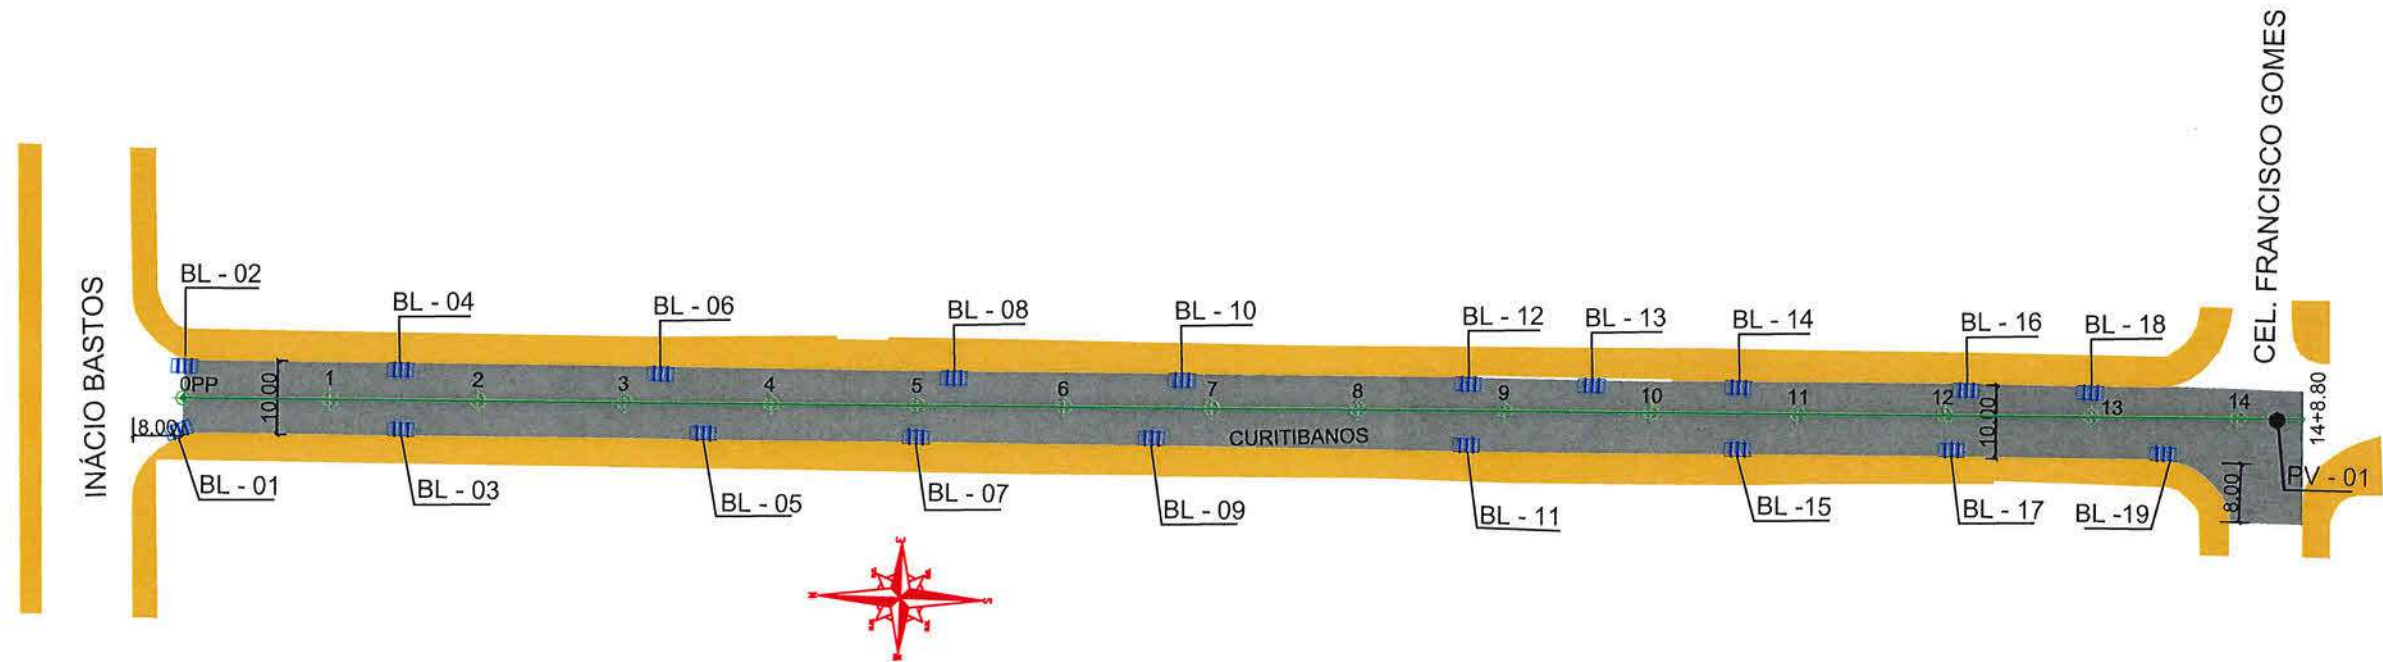 INÁCIO BASTOS
CEL. FRANCISCO GOMES
BL - 02
BL - 04
BL - 06
BL - 08
BL - 10
BL - 12
BL - 13
BL - 14
BL - 16
BL - 18
0PP
1
2
3
4
5
6
7
8
9
10
11
12
13
14
14+8.80
10.00
10.00
8.00
8.00
CURITIBANOS
BL - 01
BL - 03
BL - 05
BL - 07
BL - 09
BL - 11
BL -15
BL - 17
BL -19
PV - 01
N
S